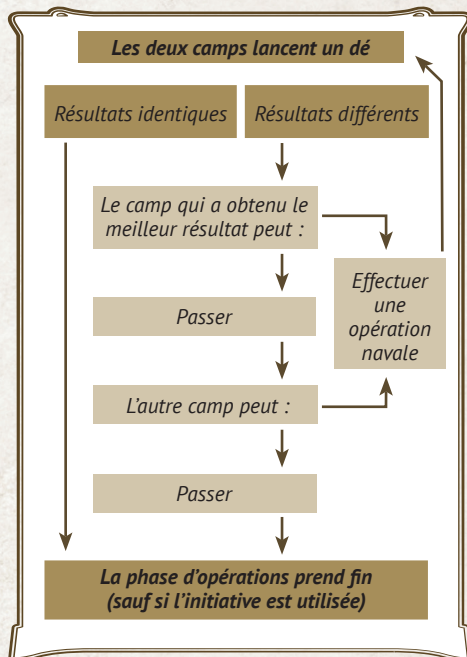 Les deux camps lancent un dé
Résultats identiques
Résultats différents
Le camp qui a obtenu le
meilleur résultat peut :
Effectuer
une
opération
navale
Passer
L'autre camp peut :
Passer
La phase d'opérations prend fin
(sauf si l'initiative est utilisée)